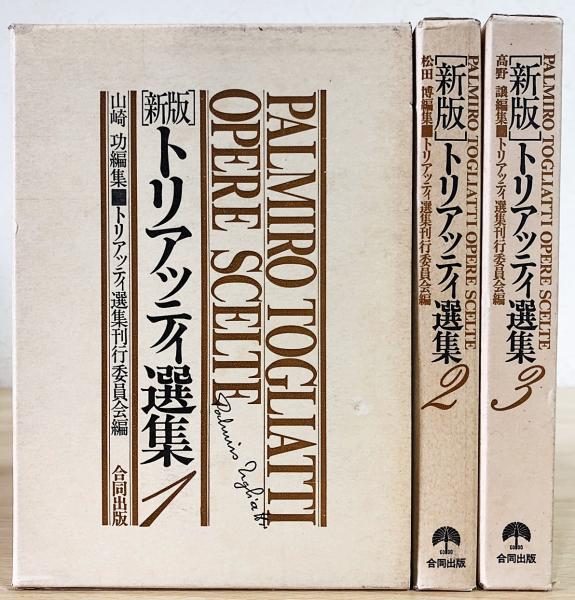 PALMIRO TOGLIATTI
OPERE SCELTE
Palmiro Togliatti
[新版]トリアッティ選集1
山崎 功編集■トリアッティ選集刊行委員会編
合同出版
PALMIRO TOGLIATTI OPERE SCELTE
[新版]トリアッティ選集2
松田 博編集■トリアッティ選集刊行委員会編
GODO
合同出版
PALMIRO TOGLIATTI OPERE SCELTE
[新版]トリアッティ選集3
高野 譲編集■トリアッティ選集刊行委員会編
GODO
合同出版